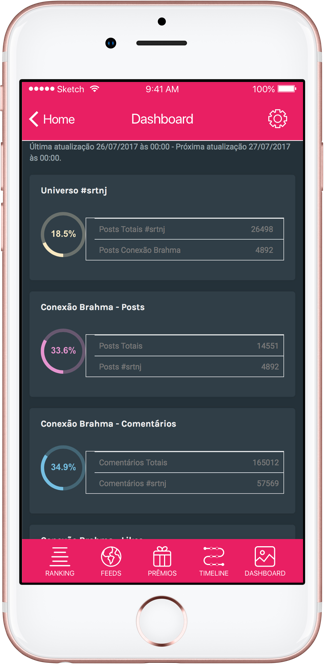 Sketch 9:41 AM 100%
Home Dashboard
Última atualização 26/07/2017 às 00:00 - Próxima atualização 27/07/2017
às 00:00.
Universo #srtnj
18.5%
Posts Totais #srtnj 26498
Posts Conexão Brahma 4892
Conexão Brahma - Posts
33.6%
Posts Totais 14551
Posts #srtnj 4892
Conexão Brahma - Comentários
34.9%
Comentários Totais 165012
Comentários #srtnj 57569
Conexão Brahma - Likes
RANKING FEEDS PRÊMIOS TIMELINE DASHBOARD